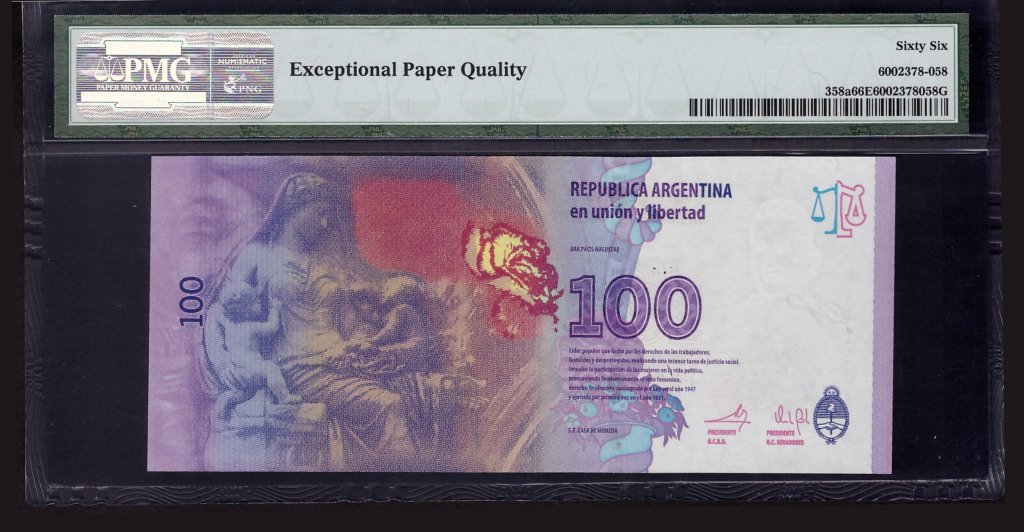 PMG
PAPER MONEY GUARANTY
NUMISMATIC
PNG
Exceptional Paper Quality
Sixty Six
6002378-058
358a66E6002378058G
REPUBLICA ARGENTINA
en unión y libertad
ARA PACIS AUGUSTAE
100
100
Líder popular que lucha por los derechos de los trabajadores,
humildes y desprotegidos, realizando una intensa tarea de justicia social.
Impulsa la participación de las mujeres en la vida política,
promoviendo fervientemente el voto femenino,
derecho finalmente consagrado por Ley en el año 1947
y ejercido por primera vez en el año 1951.
S.E. CASA DE MONEDA
PRESIDENTE
B.C.R.A.
PRESIDENTE
H.C. SENADORES